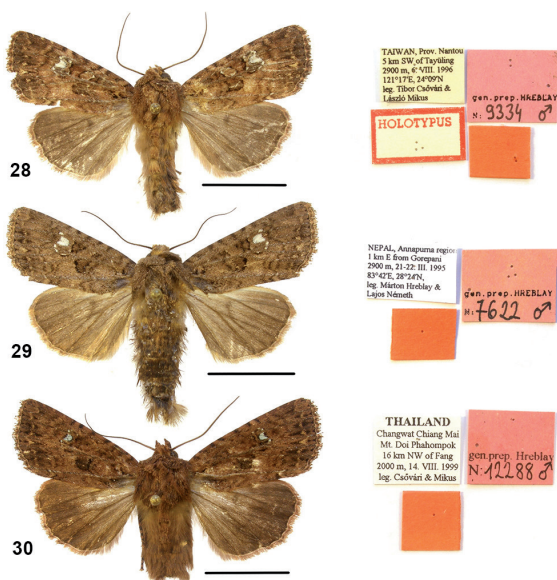 TAIWAN, Prov. Nantou
5 km SW of Tayüling
2900 m, 6. VIII. 1996
121°17'E, 24°09'N
leg. Tibor Csővári &
László Mikus
gen.prep.HREBLAY
N: 9334 ♂
HOLOTYPUS
28
NEPAL, Annapurna region
1 km E from Gorepani
2900 m, 21-22. III. 1995
83°42'E, 28°24'N,
leg. Márton Hreblay &
Lajos Németh
gen.prep.HREBLAY
N: 7622 ♂
29
THAILAND
Changwat Chiang Mai
Mt. Doi Phahompok
16 km NW of Fang
2000 m, 14. VIII. 1999
leg. Csővári & Mikus
gen.prep. Hreblay
N: 12288 ♂
30